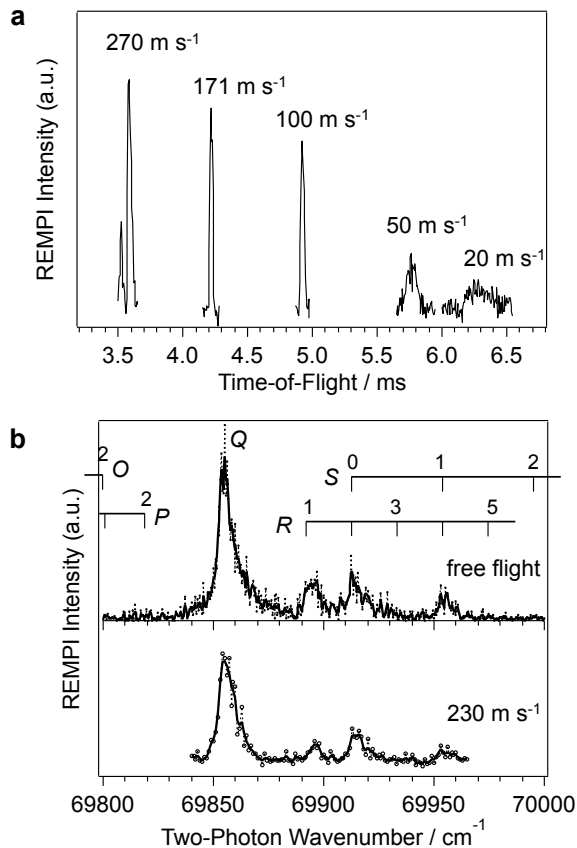 a
REMPI Intensity (a.u.)
270 m s⁻¹
171 m s⁻¹
100 m s⁻¹
50 m s⁻¹
20 m s⁻¹
3.5 4.0 4.5 5.0 5.5 6.0 6.5
Time-of-Flight / ms
b
REMPI Intensity (a.u.)
Q
2 O
2 P
S 0 1 2
R 1 3 5
free flight
230 m s⁻¹
69800 69850 69900 69950 70000
Two-Photon Wavenumber / cm⁻¹